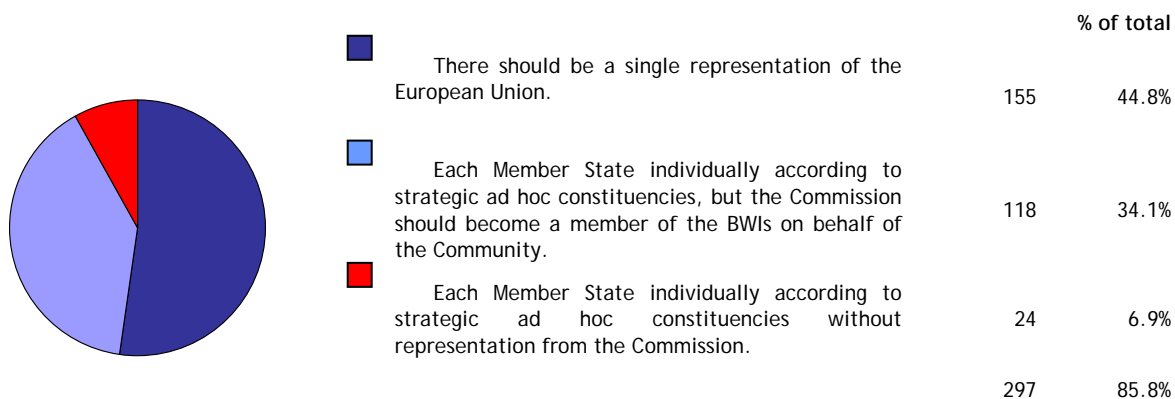 % of total
There should be a single representation of the
European Union.
155 44.8%
Each Member State individually according to
strategic ad hoc constituencies, but the Commission
should become a member of the BWIs on behalf of
the Community.
118 34.1%
Each Member State individually according to
strategic ad hoc constituencies without
representation from the Commission.
24 6.9%
297 85.8%